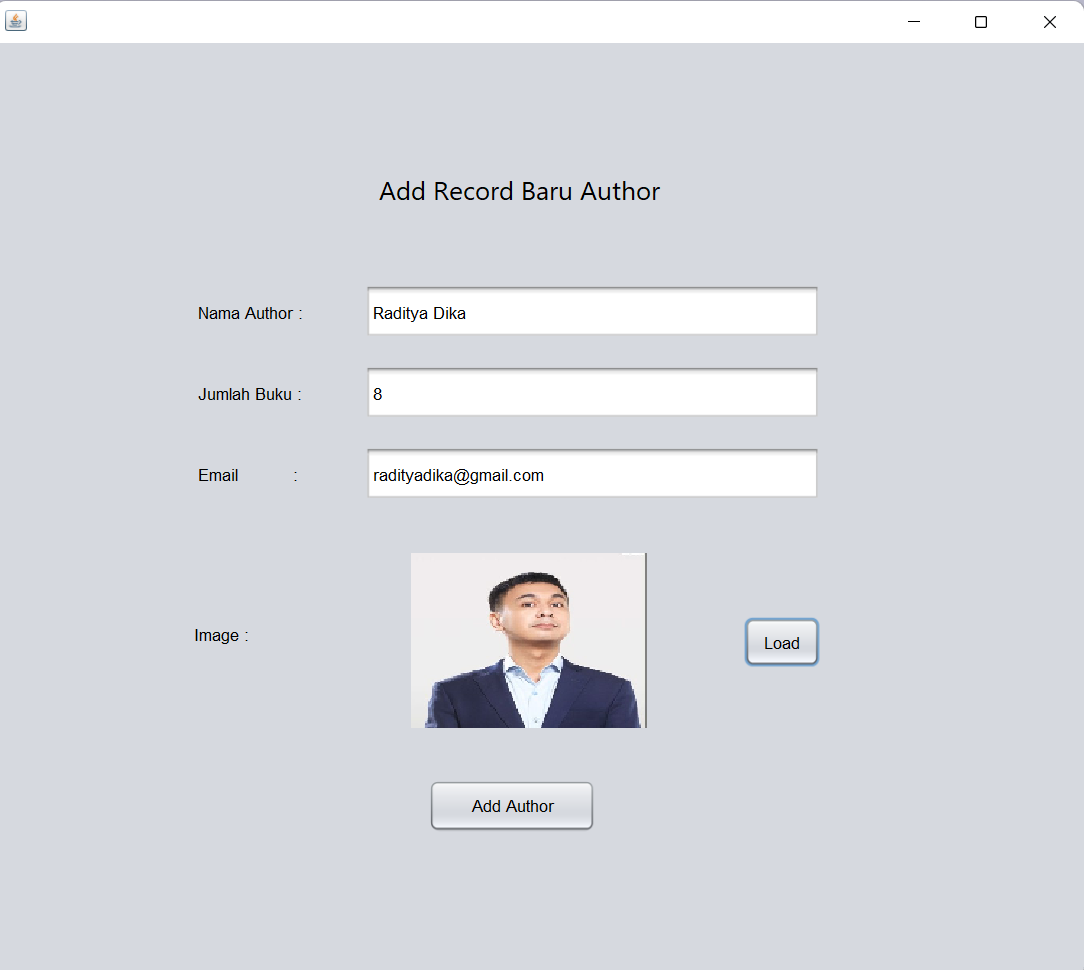 Add Record Baru Author
Nama Author : Raditya Dika
Jumlah Buku : 8
Email : radityadika@gmail.com
Image :
Load
Add Author